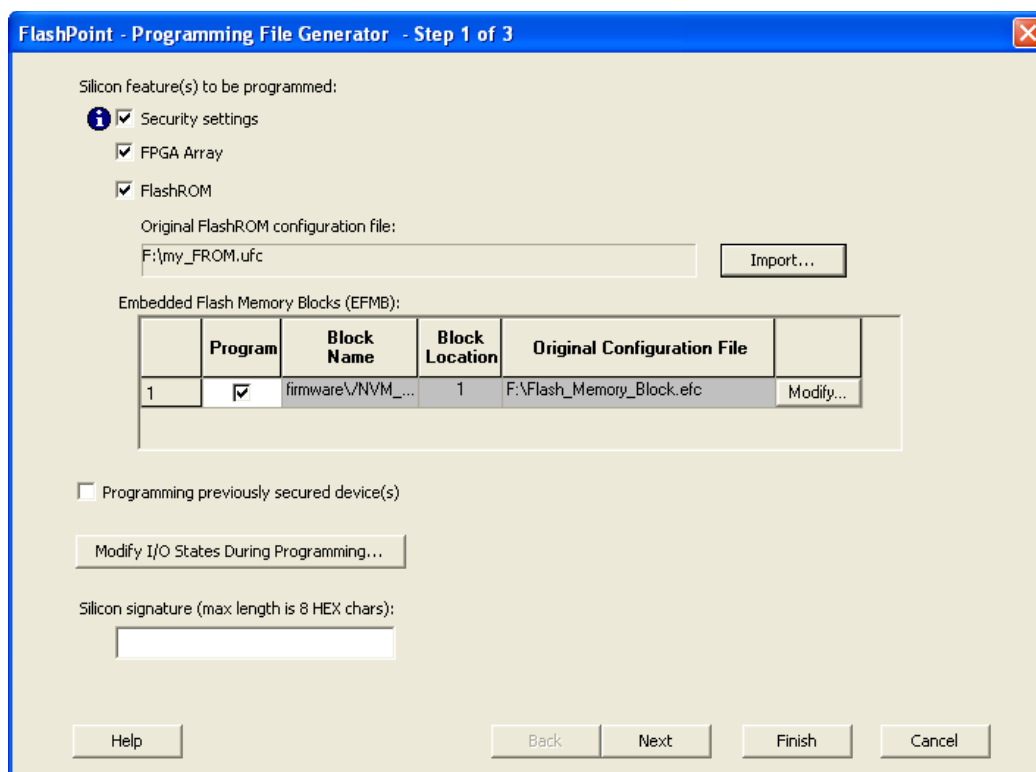 FlashPoint - Programming File Generator - Step 1 of 3
Silicon feature(s) to be programmed:
Security settings
FPGA Array
FlashROM
Original FlashROM configuration file:
F:\my_FROM.ufc
Import...
Embedded Flash Memory Blocks (EFMB):
Program Block Name Block Location Original Configuration File
1 firmware\/NVM_... 1 F:\Flash_Memory_Block.efc Modify...
Programming previously secured device(s)
Modify I/O States During Programming...
Silicon signature (max length is 8 HEX chars):
Help Back Next Finish Cancel